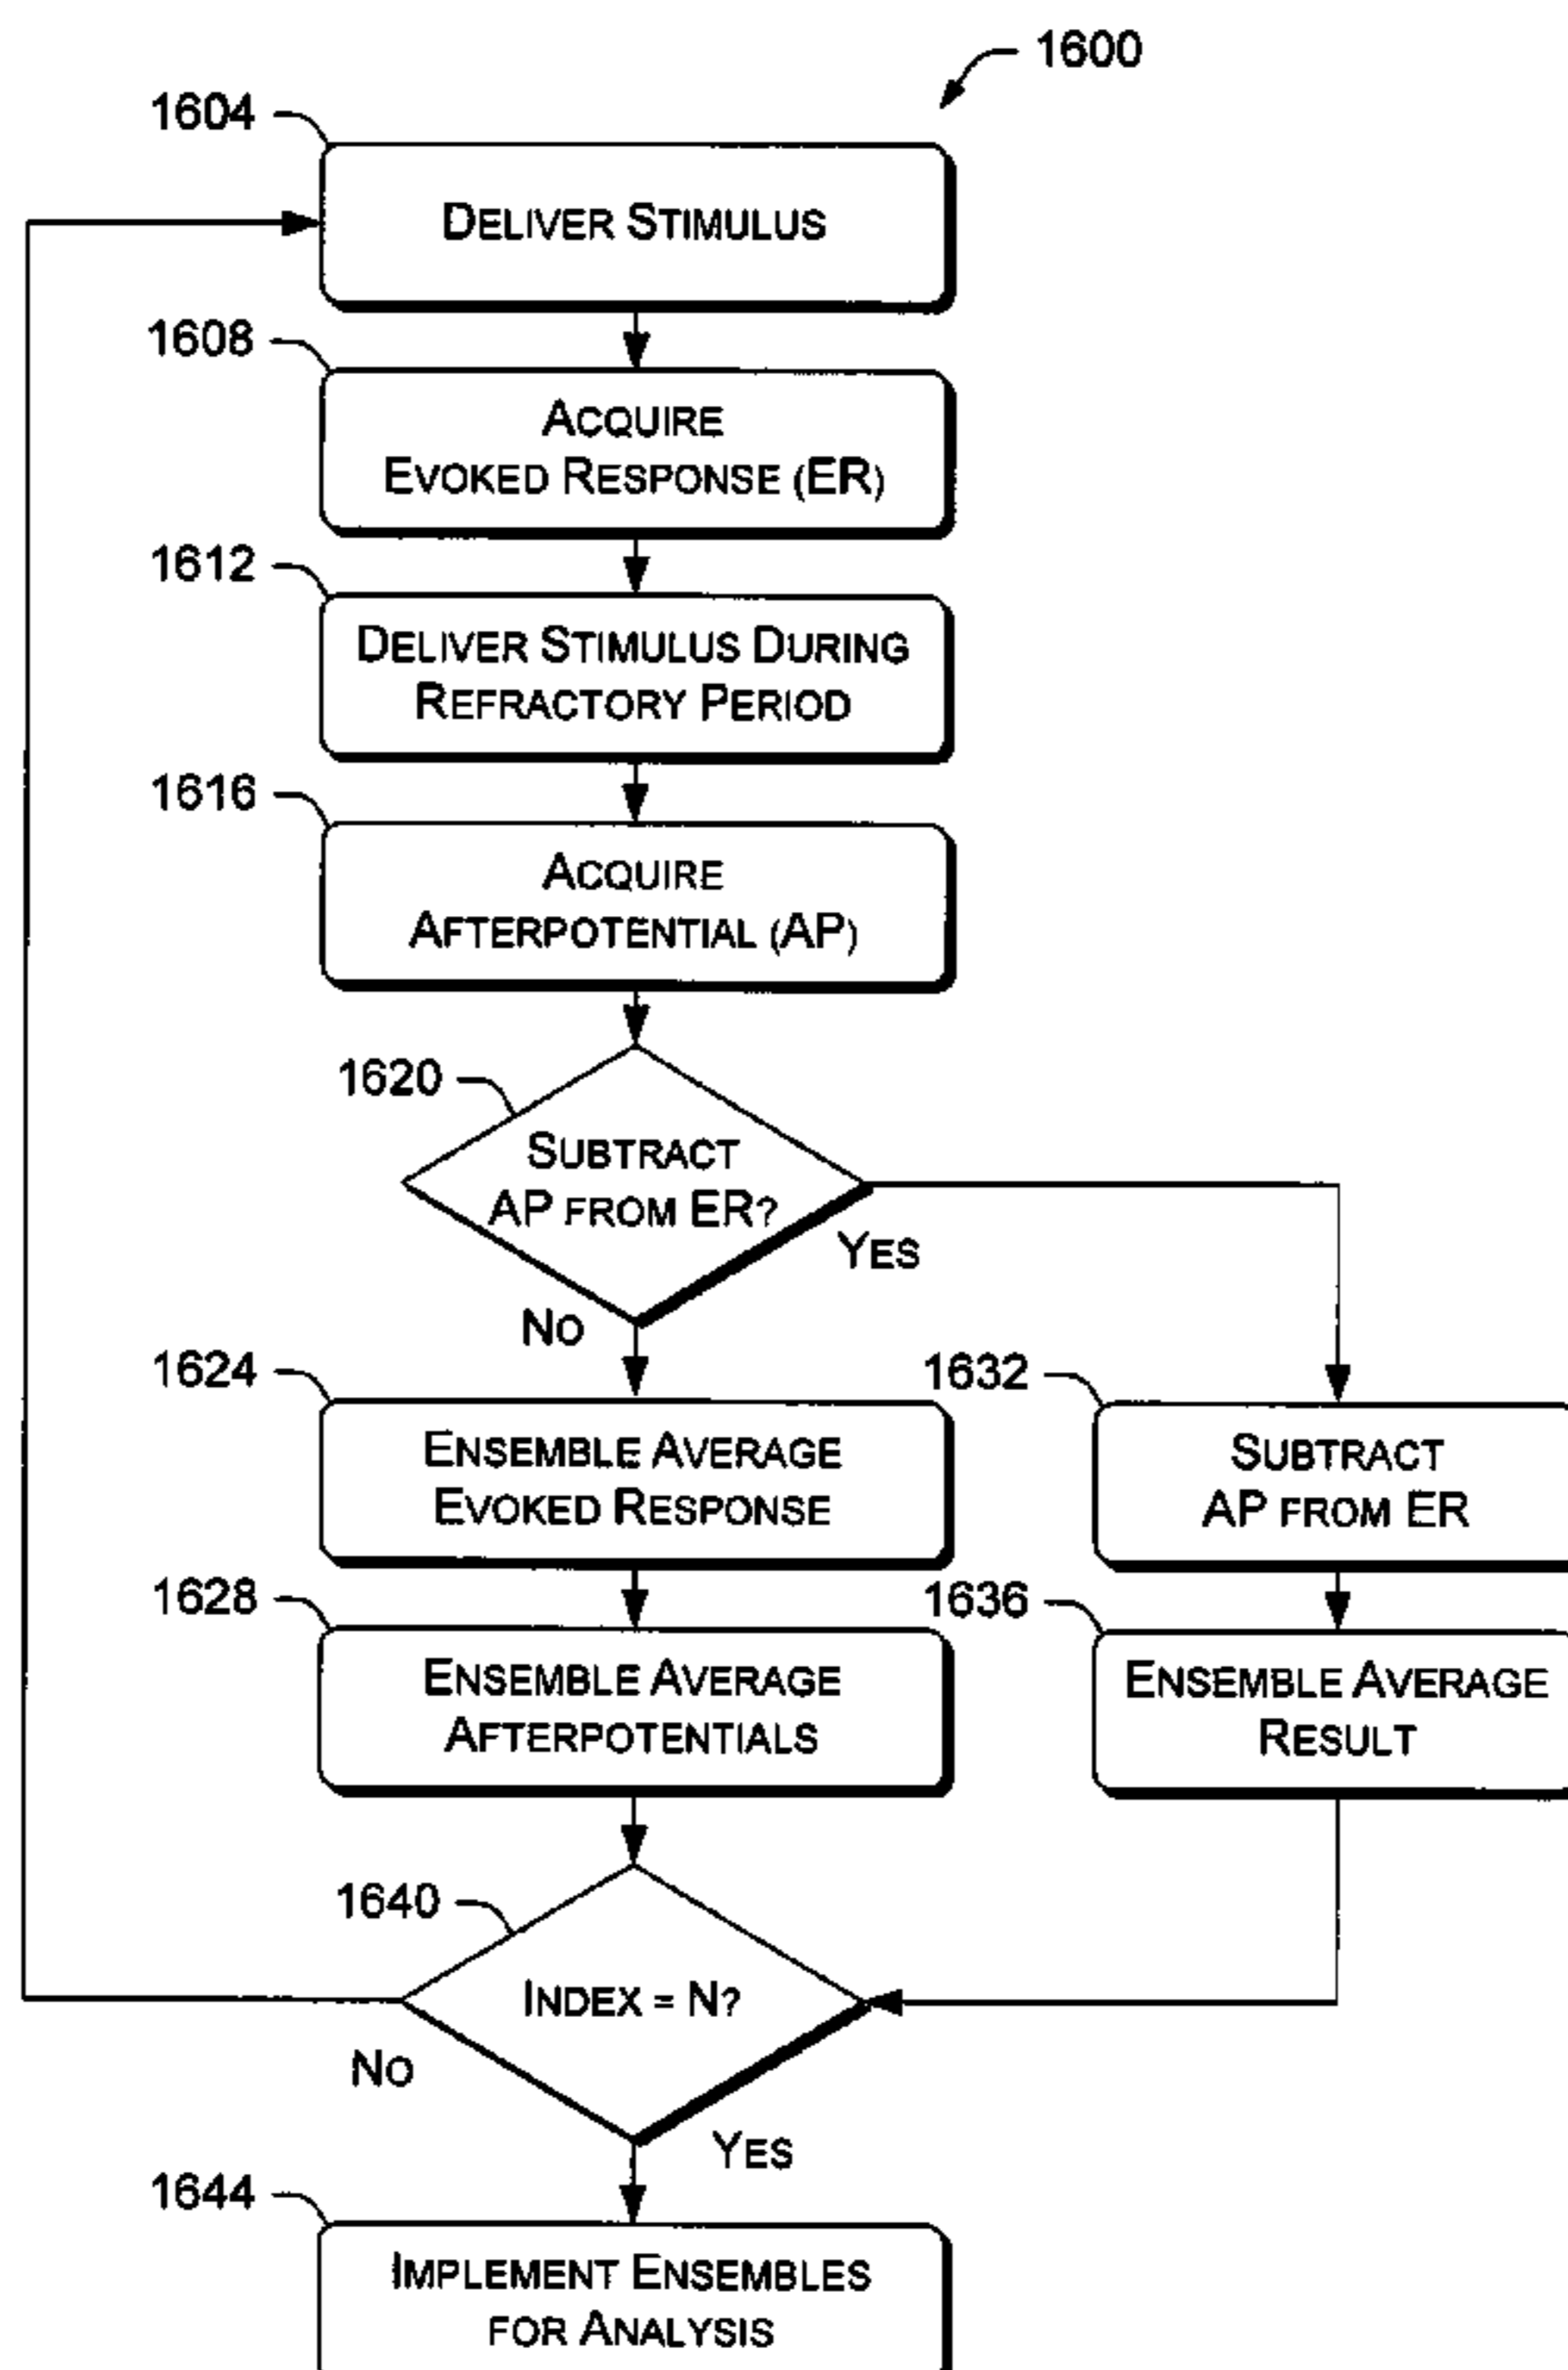 1600
1604
DELIVER STIMULUS
1608
ACQUIRE
EVOKED RESPONSE (ER)
1612
DELIVER STIMULUS DURING
REFRACTORY PERIOD
1616
ACQUIRE
AFTERPOTENTIAL (AP)
1620
SUBTRACT
AP FROM ER?
YES
NO
1624
ENSEMBLE AVERAGE
EVOKED RESPONSE
1632
SUBTRACT
AP FROM ER
1628
ENSEMBLE AVERAGE
AFTERPOTENTIALS
1636
ENSEMBLE AVERAGE
RESULT
1640
INDEX = N?
NO
YES
1644
IMPLEMENT ENSEMBLES
FOR ANALYSIS